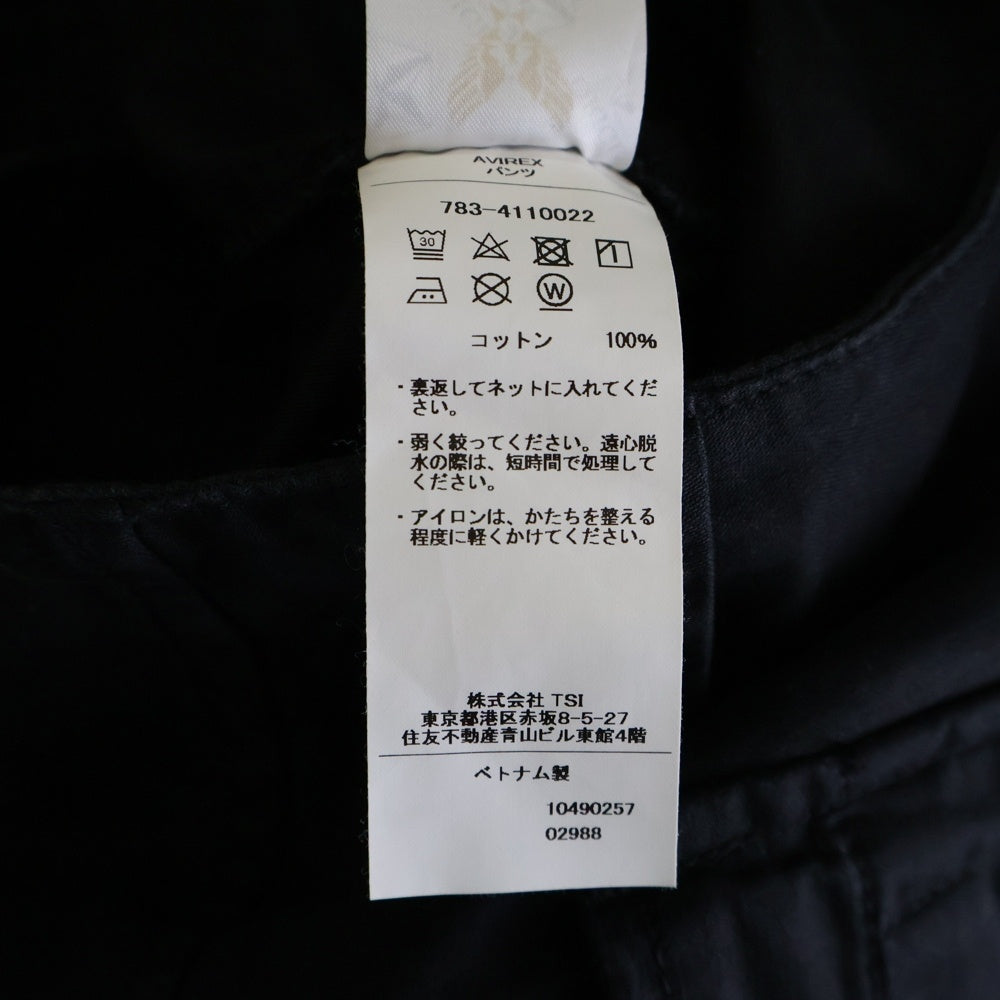 AVIREX
パンツ
783-4110022
30
W
コットン 100%
・裏返してネットに入れてくだ
さい。
・弱く絞ってください。遠心脱
水の際は、短時間で処理して
ください。
・アイロンは、かたちを整える
程度に軽くかけてください。
株式会社 TSI
東京都港区赤坂8-5-27
住友不動産青山ビル東館4階
ベトナム製
10490257
02988